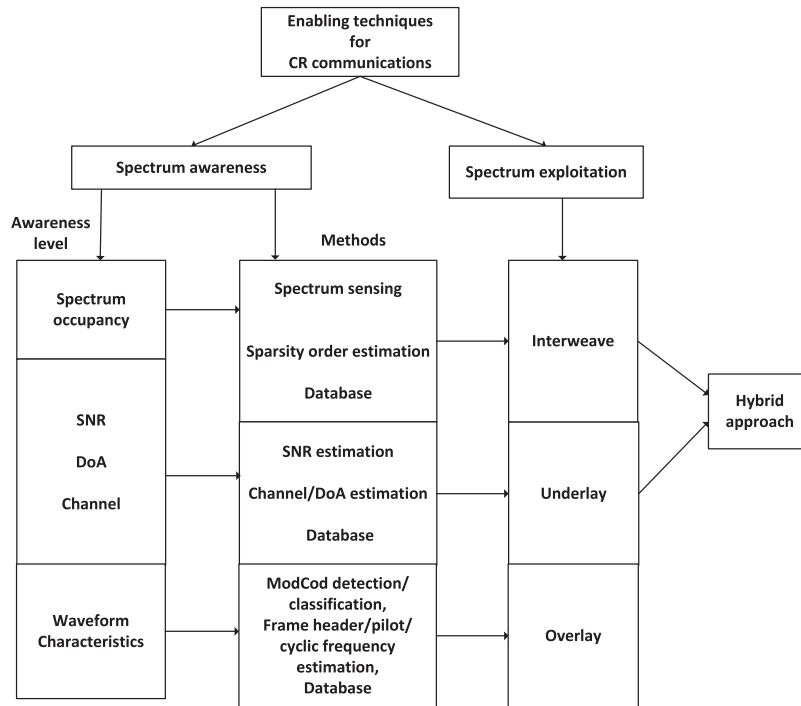 Enabling techniques
for
CR communications
Spectrum awareness
Spectrum exploitation
Awareness
level
Methods
Spectrum
occupancy
Spectrum sensing
Sparsity order estimation
Database
Interweave
Hybrid
approach
SNR
DoA
Channel
SNR estimation
Channel/DoA estimation
Database
Underlay
Waveform
Characteristics
ModCod detection/
classification,
Frame header/pilot/
cyclic frequency
estimation,
Database
Overlay